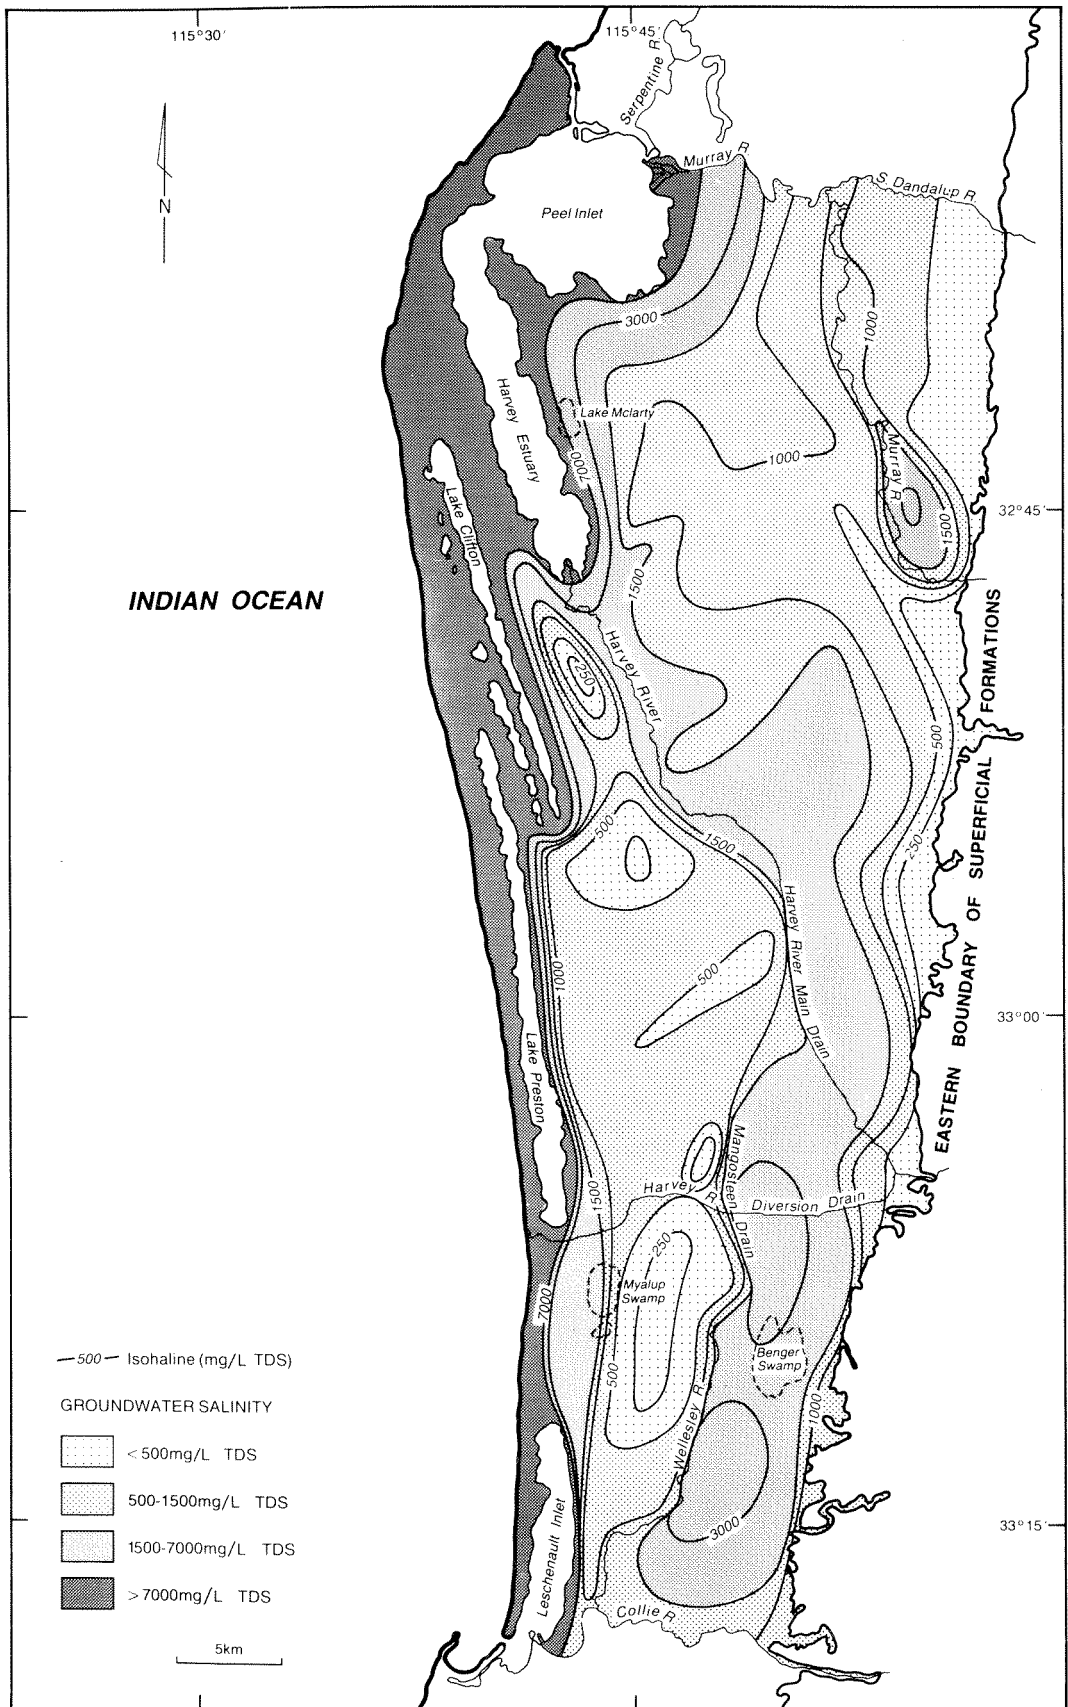 115°30'
115°45'
Serpentine R.
Murray R.
S. Dandalup R.
N
Peel Inlet
3000
1000
Harvey Estuary
Lake Mclarty
7000
1000
Murray R.
Lake Clifton
32°45'
1500
1500
INDIAN OCEAN
Harvey River
250
500
EASTERN BOUNDARY OF SUPERFICIAL FORMATIONS
500
1500
250
Harvey River Main Drain
500
1000
33°00'
Lake Preston
Mangosteen Drain
Harvey R.
Diversion Drain
1500
250
Myalup
Swamp
7000
Benger
Swamp
500
Wellesley R.
1000
— 500 — Isohaline (mg/L TDS)
GROUNDWATER SALINITY
<500mg/L TDS
500-1500mg/L TDS
1500-7000mg/L TDS
>7000mg/L TDS
3000
33°15'
Leschenault Inlet
Collie R.
5km